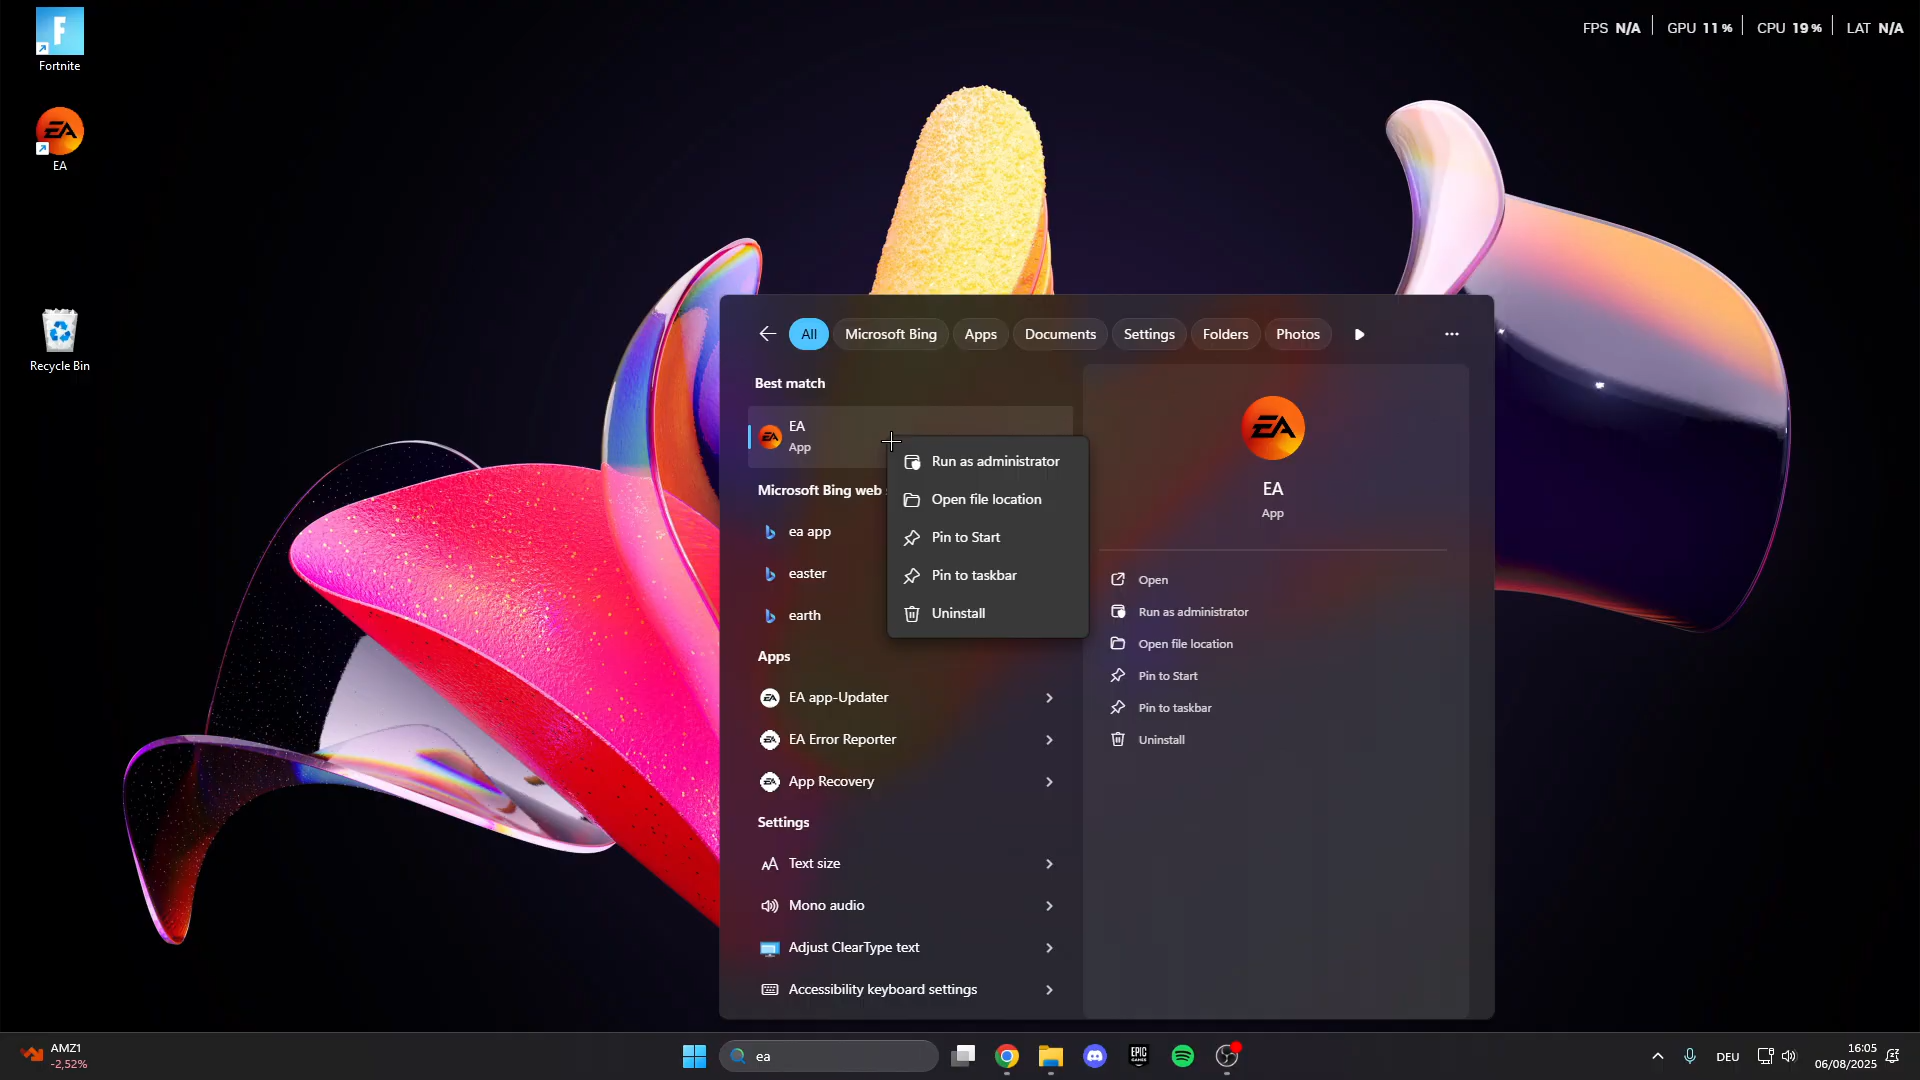 Fortnite
EA
Recycle Bin
FPS N/A GPU 11 % CPU 19 % LAT N/A
All Microsoft Bing Apps Documents Settings Folders Photos
Best match
EA
App
Microsoft Bing web
ea app
easter
earth
Apps
EA app-Updater
EA Error Reporter
App Recovery
Settings
Text size
Mono audio
Adjust ClearType text
Accessibility keyboard settings
Run as administrator
Open file location
Pin to Start
Pin to taskbar
Uninstall
EA
EA
App
Open
Run as administrator
Open file location
Pin to Start
Pin to taskbar
Uninstall
AMZ1
-2,52%
ea
EPIC
GAMES
DEU
16:05
06/08/2025